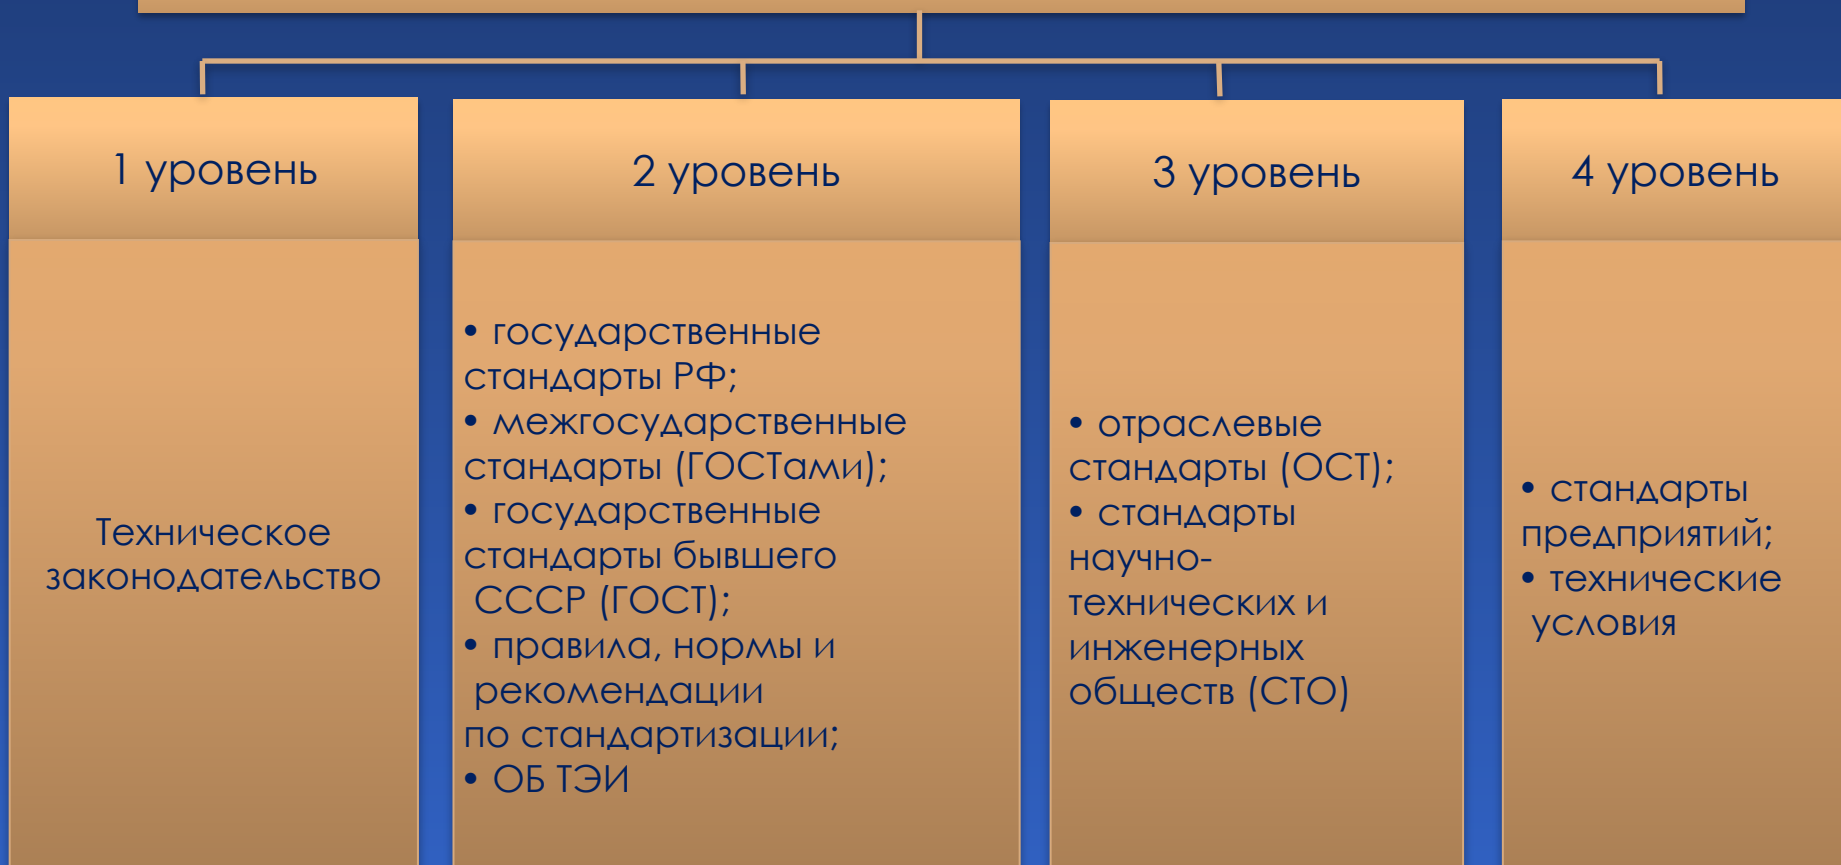 1 уровень
Техническое
законодательство
2 уровень
• государственные
стандарты РФ;
• межгосударственные
стандарты (ГОСТами);
• государственные
стандарты бывшего
СССР (ГОСТ);
• правила, нормы и
рекомендации
по стандартизации;
• ОБ ТЭИ
3 уровень
• отраслевые
стандарты (ОСТ);
• стандарты
научно-
технических и
инженерных
обществ (СТО)
4 уровень
• стандарты
предприятий;
• технические
условия